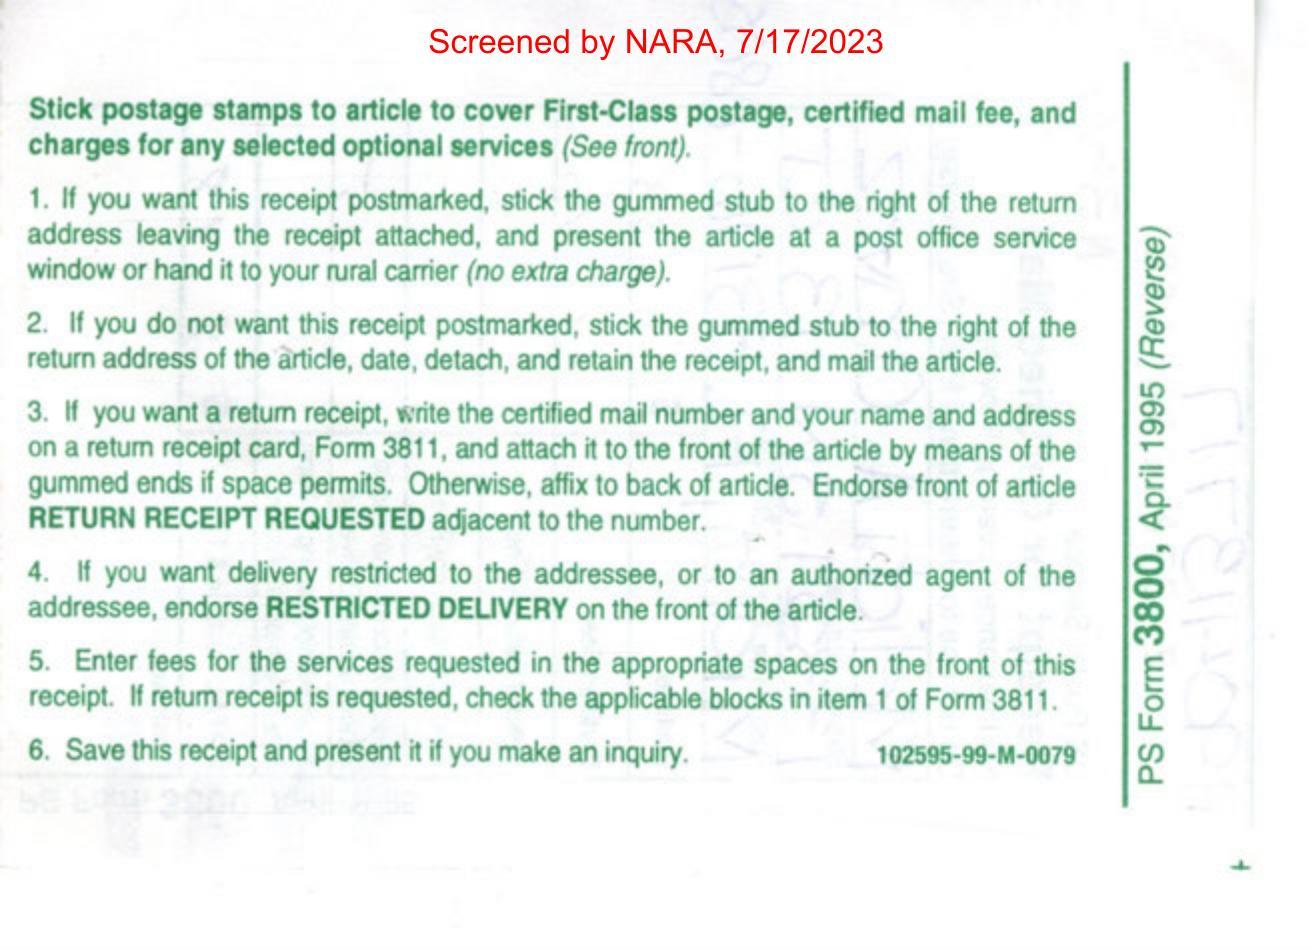 Screened by NARA, 7/17/2023
Stick postage stamps to article to cover First-Class postage, certified mail fee, and
charges for any selected optional services (See front).
1. If you want this receipt postmarked, stick the gummed stub to the right of the return
address leaving the receipt attached, and present the article at a post office service
window or hand it to your rural carrier (no extra charge).
2. If you do not want this receipt postmarked, stick the gummed stub to the right of the
return address of the article, date, detach, and retain the receipt, and mail the article.
3. If you want a return receipt, write the certified mail number and your name and address
on a return receipt card, Form 3811, and attach it to the front of the article by means of the
gummed ends if space permits. Otherwise, affix to back of article. Endorse front of article
RETURN RECEIPT REQUESTED adjacent to the number.
4. If you want delivery restricted to the addressee, or to an authorized agent of the
addressee, endorse RESTRICTED DELIVERY on the front of the article.
5. Enter fees for the services requested in the appropriate spaces on the front of this
receipt. If return receipt is requested, check the applicable blocks in item 1 of Form 3811.
6. Save this receipt and present it if you make an inquiry.
102595-99-M-0079
PS Form 3800, April 1995 (Reverse)